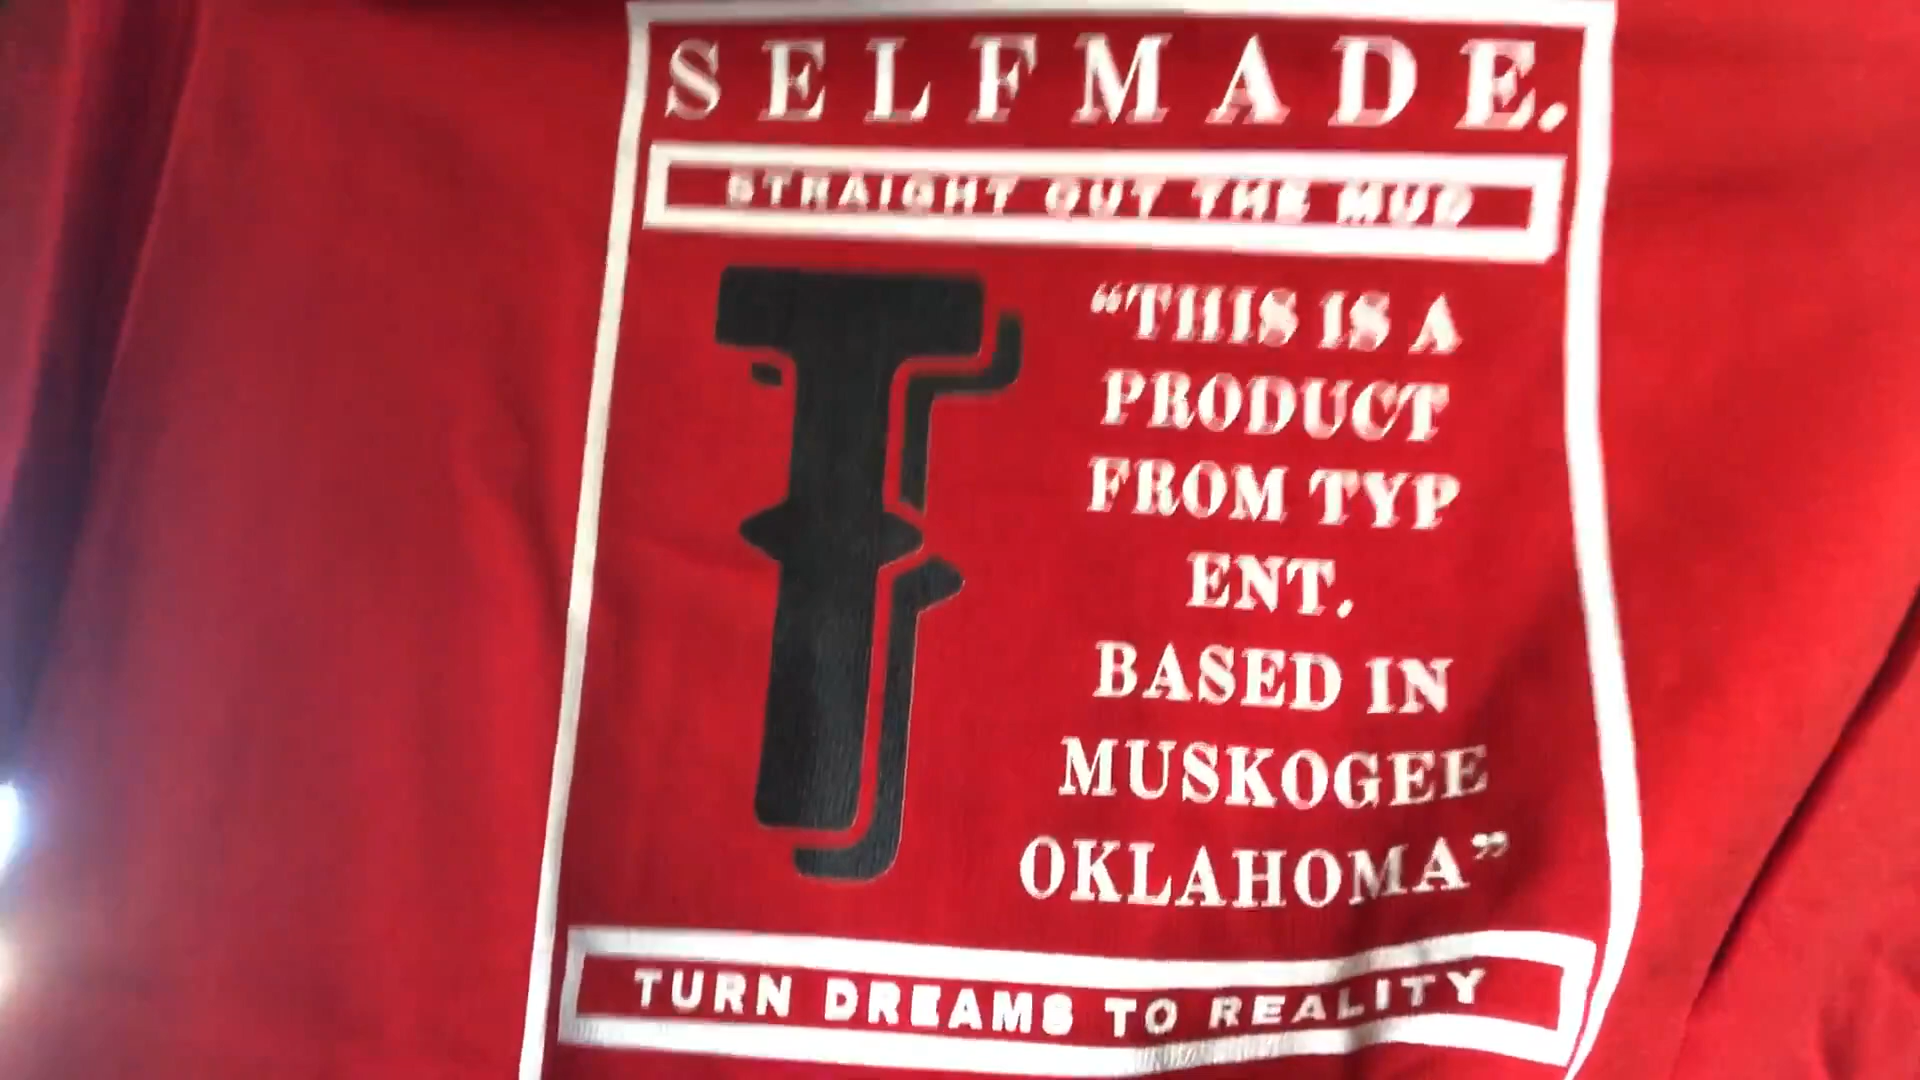 SELFMADE.
STRAIGHT OUT THE MUD
T
“THIS IS A
PRODUCT
FROM TYP
ENT.
BASED IN
MUSKOGEE
OKLAHOMA”
TURN DREAMS TO REALITY